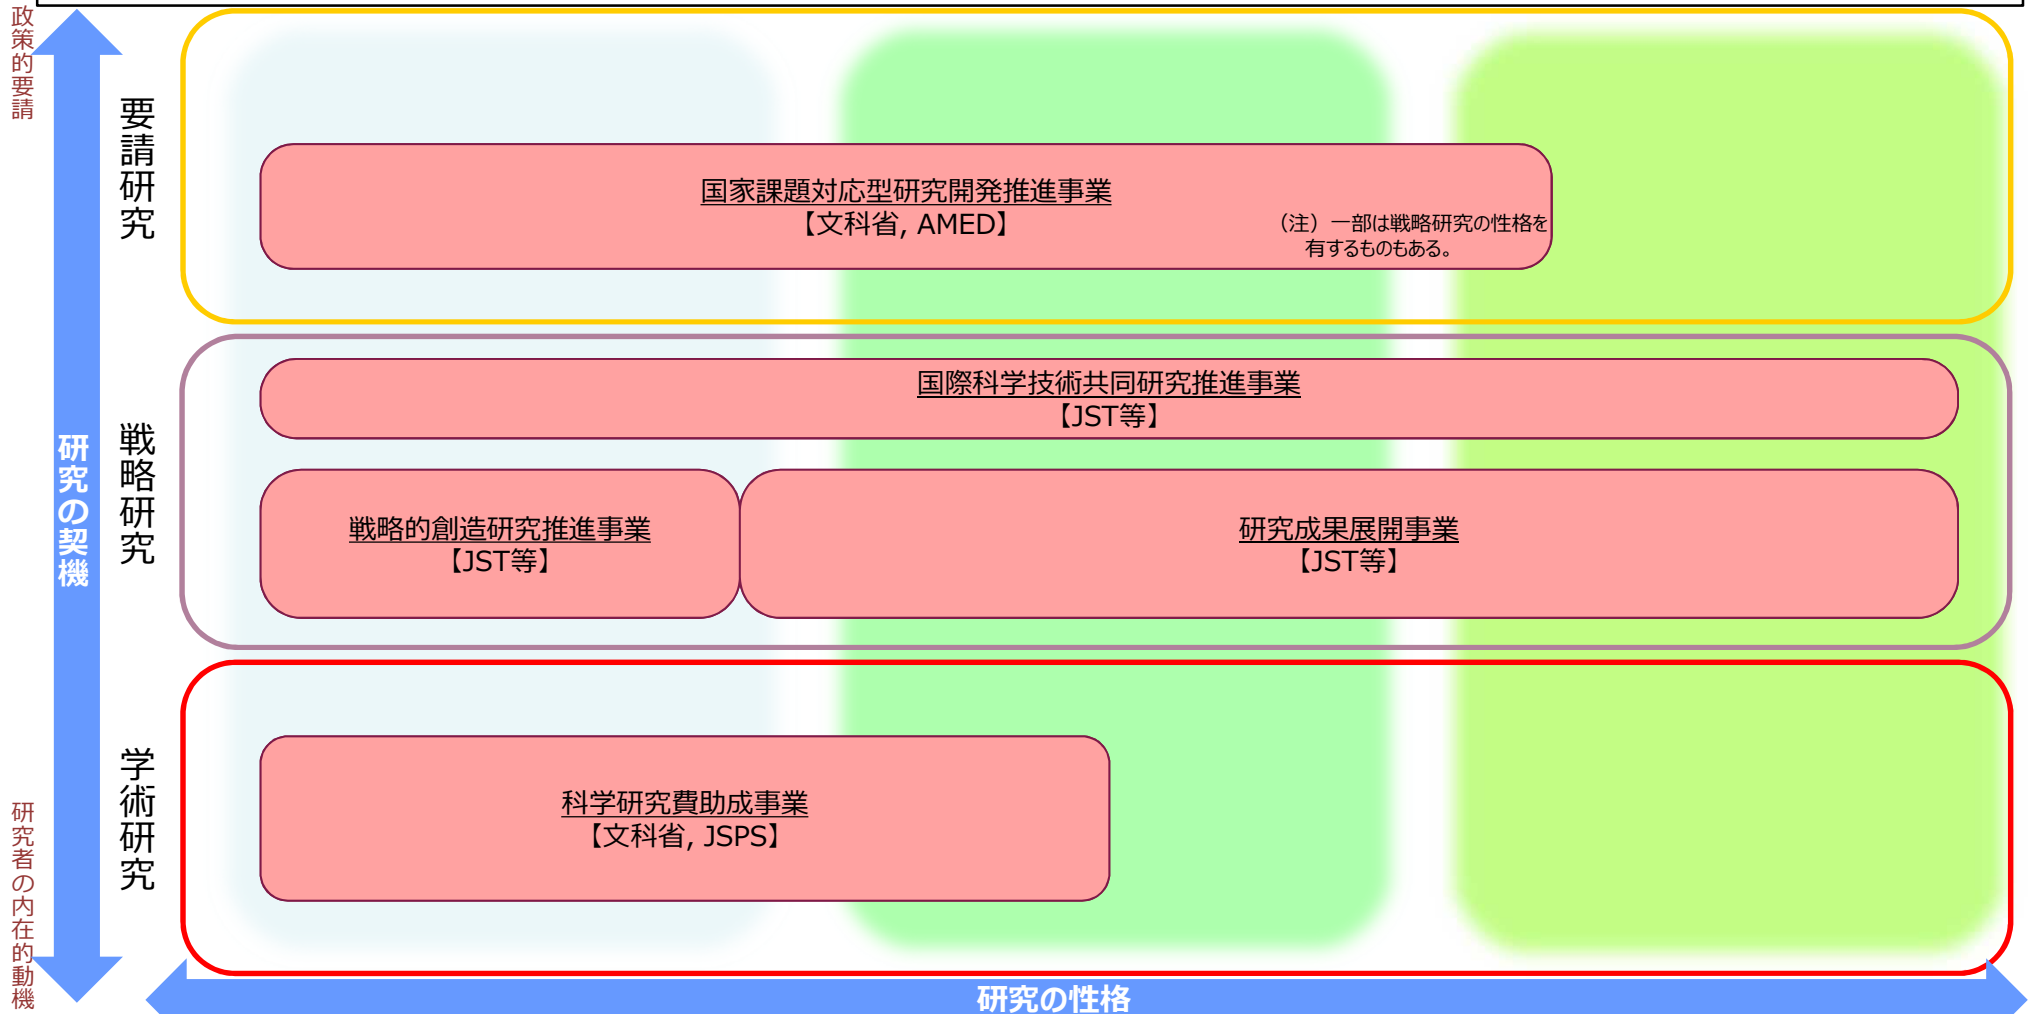 政策的要請
要請研究
国家課題対応型研究開発推進事業
【文科省, AMED】
（注）一部は戦略研究の性格を
有するものもある。
研究の契機
戦略研究
国際科学技術共同研究推進事業
【JST等】
戦略的創造研究推進事業
【JST等】
研究成果展開事業
【JST等】
学術研究
科学研究費助成事業
【文科省, JSPS】
研究者の内在的動機
研究の性格